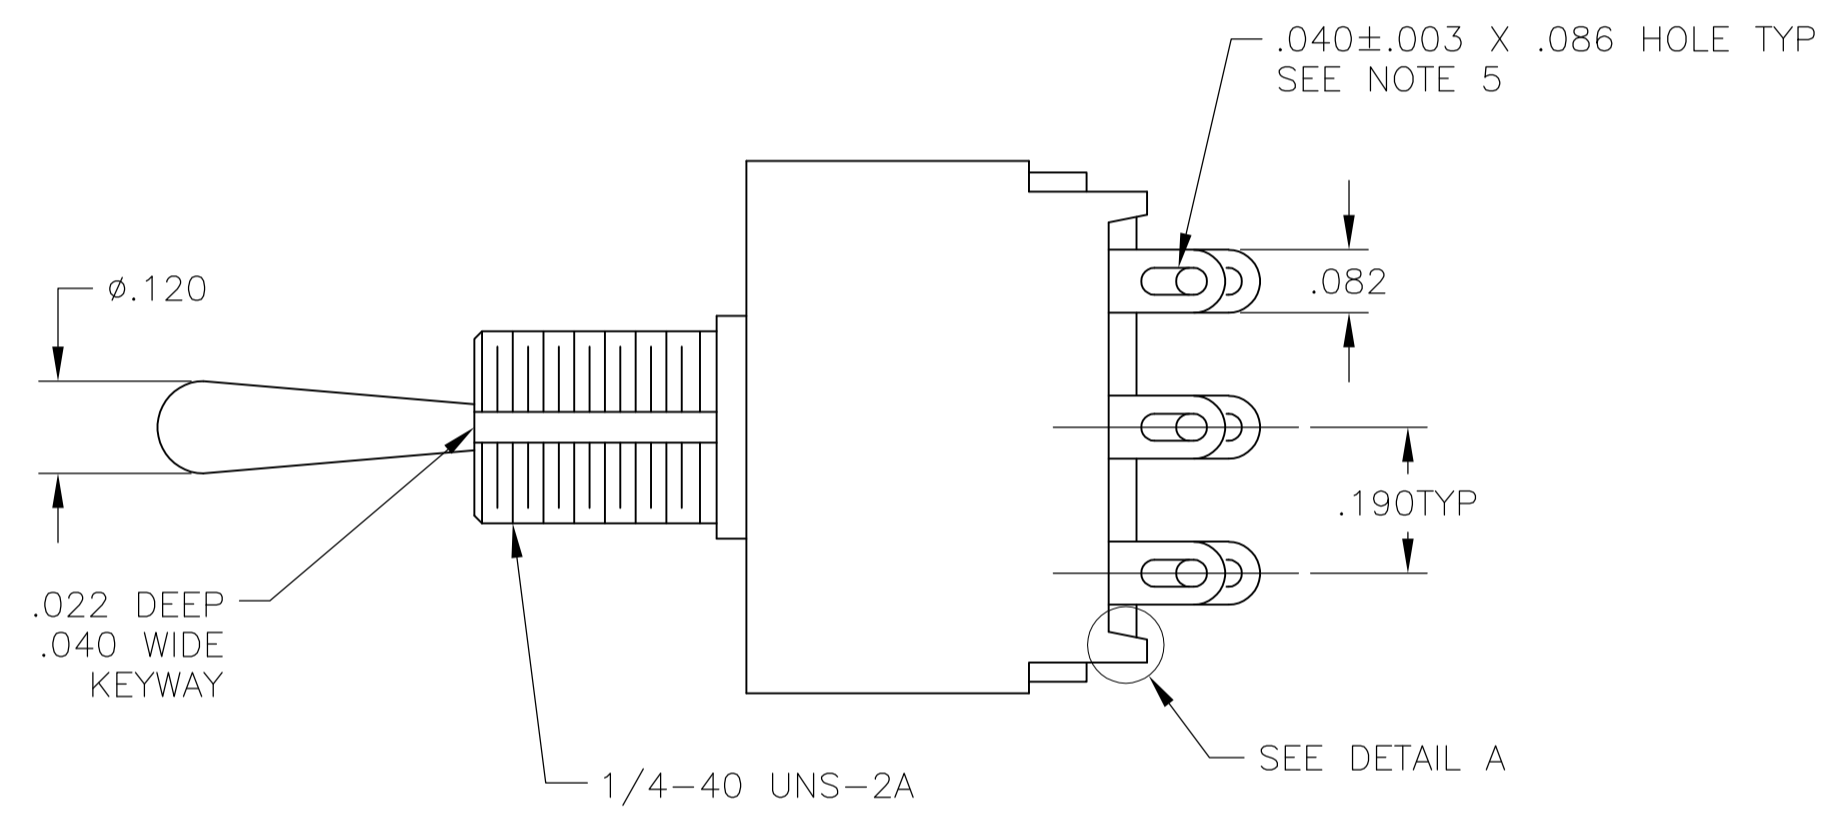 .040±.003 X .086 HOLE TYP
SEE NOTE 5
ø.120
.082
.190TYP
.022 DEEP
.040 WIDE
KEYWAY
SEE DETAIL A
1/4-40 UNS-2A